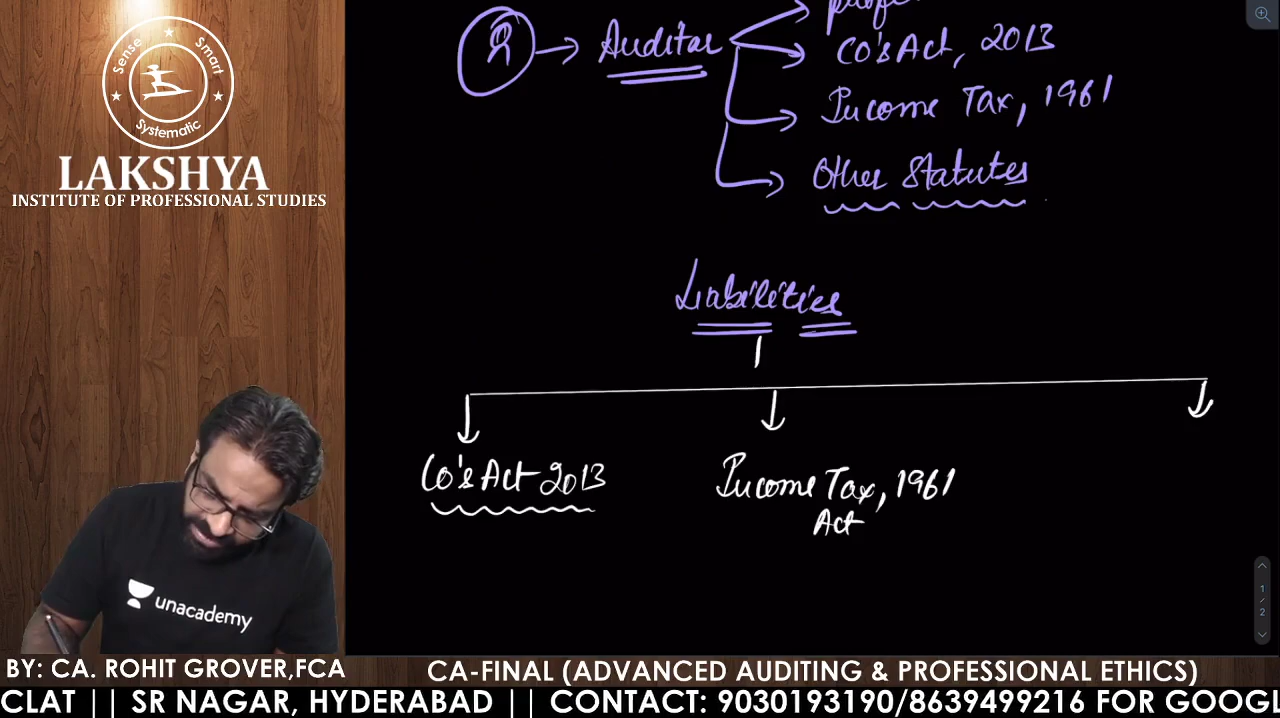 Sense
Smart
Systematic
LAKSHYA
INSTITUTE OF PROFESSIONAL STUDIES
Auditor
Co's Act, 2013
Income Tax, 1961
Other Statutes
Liabilities
Co's Act 2013
Income Tax, 1961
Act
unacademy
1
/
2
BY: CA. ROHIT GROVER,FCA
CA-FINAL (ADVANCED AUDITING & PROFESSIONAL ETHICS)
CLAT || SR NAGAR, HYDERABAD || CONTACT: 9030193190/8639499216 FOR GOOGL